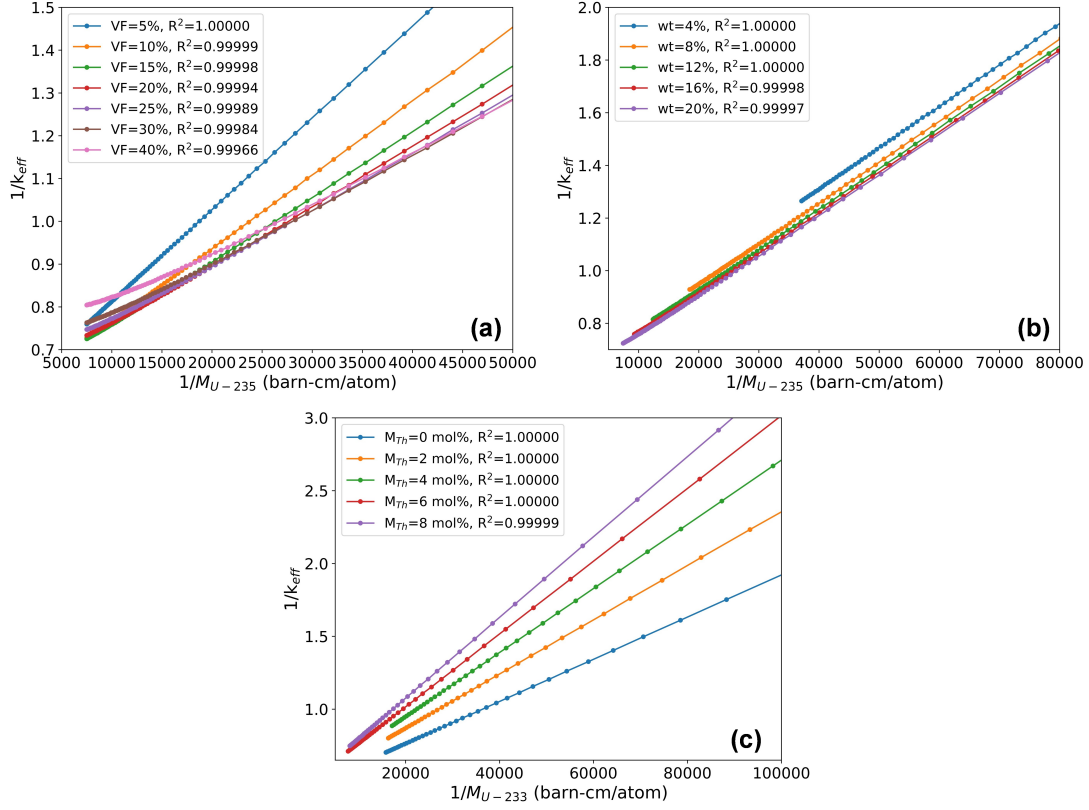 1.5
1.4
1.3
1.2
1.1
1.0
0.9
0.8
0.7
1/k_eff
VF=5%, R²=1.00000
VF=10%, R²=0.99999
VF=15%, R²=0.99998
VF=20%, R²=0.99994
VF=25%, R²=0.99989
VF=30%, R²=0.99984
VF=40%, R²=0.99966
(a)
5000 10000 15000 20000 25000 30000 35000 40000 45000 50000
1/M_U−235 (barn-cm/atom)
2.0
1.8
1.6
1.4
1.2
1.0
0.8
1/k_eff
wt=4%, R²=1.00000
wt=8%, R²=1.00000
wt=12%, R²=1.00000
wt=16%, R²=0.99998
wt=20%, R²=0.99997
(b)
10000 20000 30000 40000 50000 60000 70000 80000
1/M_U−235 (barn-cm/atom)
3.0
2.5
2.0
1.5
1.0
1/k_eff
M_Th=0 mol%, R²=1.00000
M_Th=2 mol%, R²=1.00000
M_Th=4 mol%, R²=1.00000
M_Th=6 mol%, R²=1.00000
M_Th=8 mol%, R²=0.99999
(c)
20000 40000 60000 80000 100000
1/M_U−233 (barn-cm/atom)